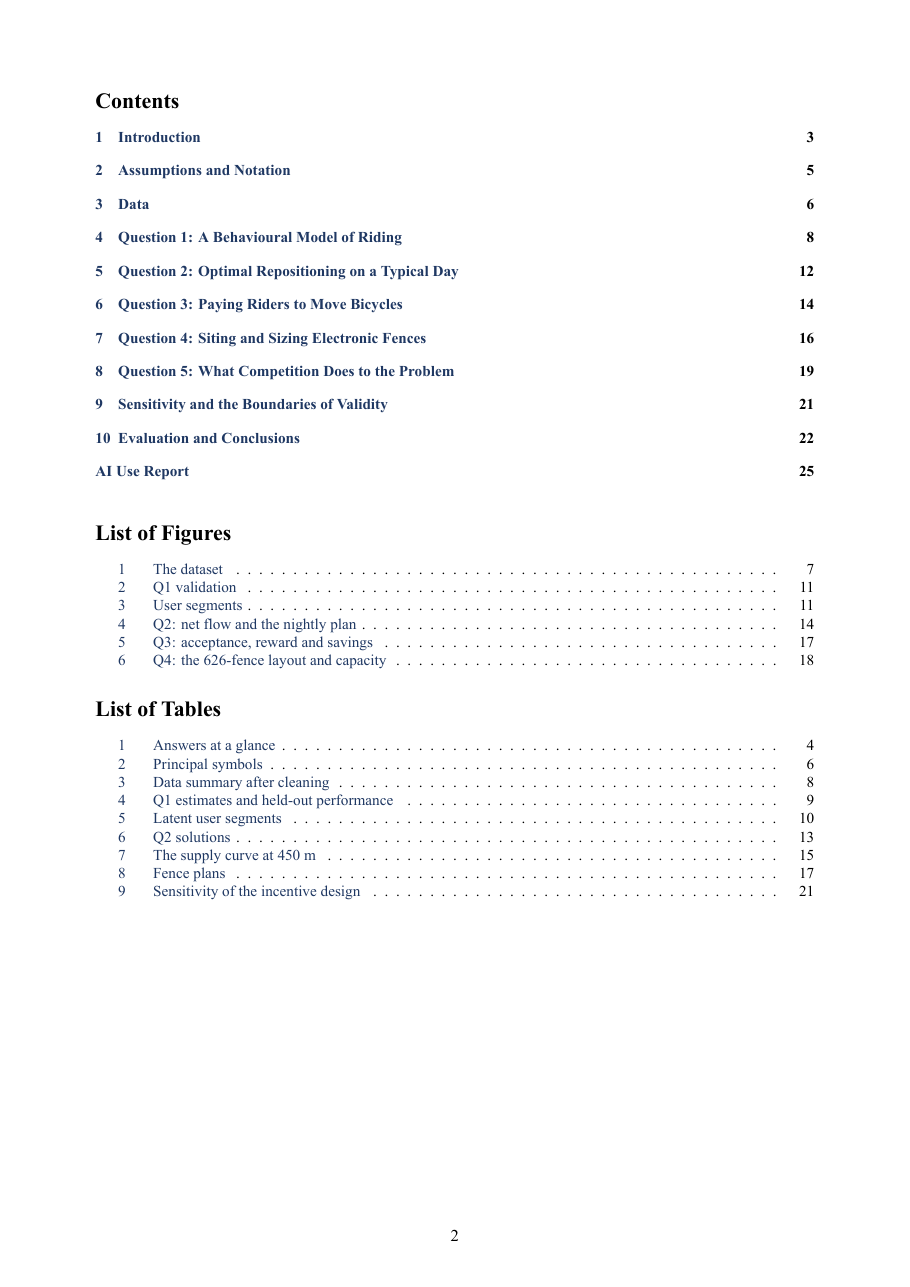 Contents
1 Introduction 3
2 Assumptions and Notation 5
3 Data 6
4 Question 1: A Behavioural Model of Riding 8
5 Question 2: Optimal Repositioning on a Typical Day 12
6 Question 3: Paying Riders to Move Bicycles 14
7 Question 4: Siting and Sizing Electronic Fences 16
8 Question 5: What Competition Does to the Problem 19
9 Sensitivity and the Boundaries of Validity 21
10 Evaluation and Conclusions 22
AI Use Report 25
List of Figures
1 The dataset . . . . . . . . . . . . . . . . . . . . . . . . . . . . . . . . . . . . . . . . . . . . . . . . 7
2 Q1 validation . . . . . . . . . . . . . . . . . . . . . . . . . . . . . . . . . . . . . . . . . . . . . . . 11
3 User segments . . . . . . . . . . . . . . . . . . . . . . . . . . . . . . . . . . . . . . . . . . . . . . . 11
4 Q2: net flow and the nightly plan . . . . . . . . . . . . . . . . . . . . . . . . . . . . . . . . . . . . . 14
5 Q3: acceptance, reward and savings . . . . . . . . . . . . . . . . . . . . . . . . . . . . . . . . . . . 17
6 Q4: the 626-fence layout and capacity . . . . . . . . . . . . . . . . . . . . . . . . . . . . . . . . . . 18
List of Tables
1 Answers at a glance . . . . . . . . . . . . . . . . . . . . . . . . . . . . . . . . . . . . . . . . . . . . 4
2 Principal symbols . . . . . . . . . . . . . . . . . . . . . . . . . . . . . . . . . . . . . . . . . . . . . 6
3 Data summary after cleaning . . . . . . . . . . . . . . . . . . . . . . . . . . . . . . . . . . . . . . . 8
4 Q1 estimates and held-out performance . . . . . . . . . . . . . . . . . . . . . . . . . . . . . . . . . 9
5 Latent user segments . . . . . . . . . . . . . . . . . . . . . . . . . . . . . . . . . . . . . . . . . . . 10
6 Q2 solutions . . . . . . . . . . . . . . . . . . . . . . . . . . . . . . . . . . . . . . . . . . . . . . . . 13
7 The supply curve at 450 m . . . . . . . . . . . . . . . . . . . . . . . . . . . . . . . . . . . . . . . . 15
8 Fence plans . . . . . . . . . . . . . . . . . . . . . . . . . . . . . . . . . . . . . . . . . . . . . . . . 17
9 Sensitivity of the incentive design . . . . . . . . . . . . . . . . . . . . . . . . . . . . . . . . . . . . 21
2